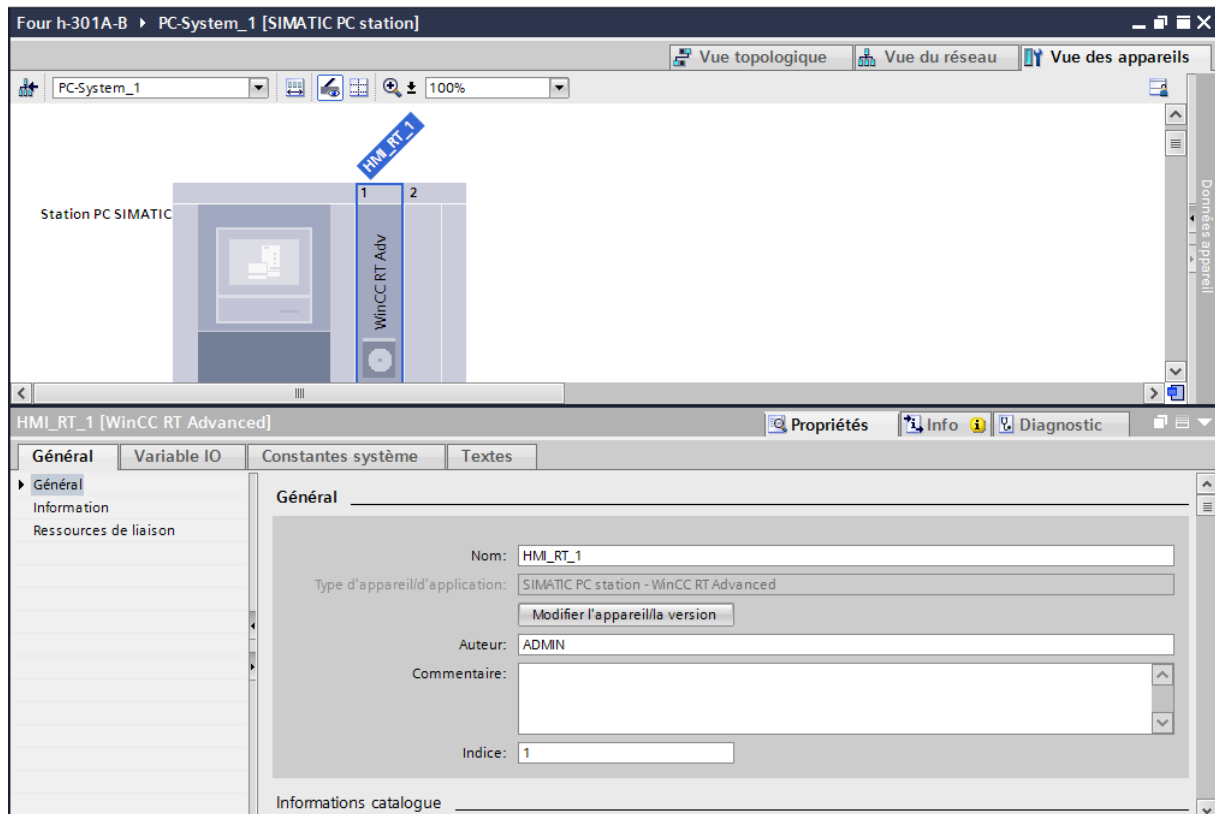 Four h-301A-B ▸ PC-System_1 [SIMATIC PC station]
Vue topologique
Vue du réseau
Vue des appareils
PC-System_1
100%
HMI_RT_1
1
2
Station PC SIMATIC
WinCC RT Adv
Données appareil
HMI_RT_1 [WinCC RT Advanced]
Propriétés
Info
Diagnostic
Général
Variable IO
Constantes système
Textes
Général
Information
Ressources de liaison
Général
Nom: HMI_RT_1
Type d'appareil/d'application: SIMATIC PC station - WinCC RT Advanced
Modifier l'appareil/la version
Auteur: ADMIN
Commentaire:
Indice: 1
Informations catalogue